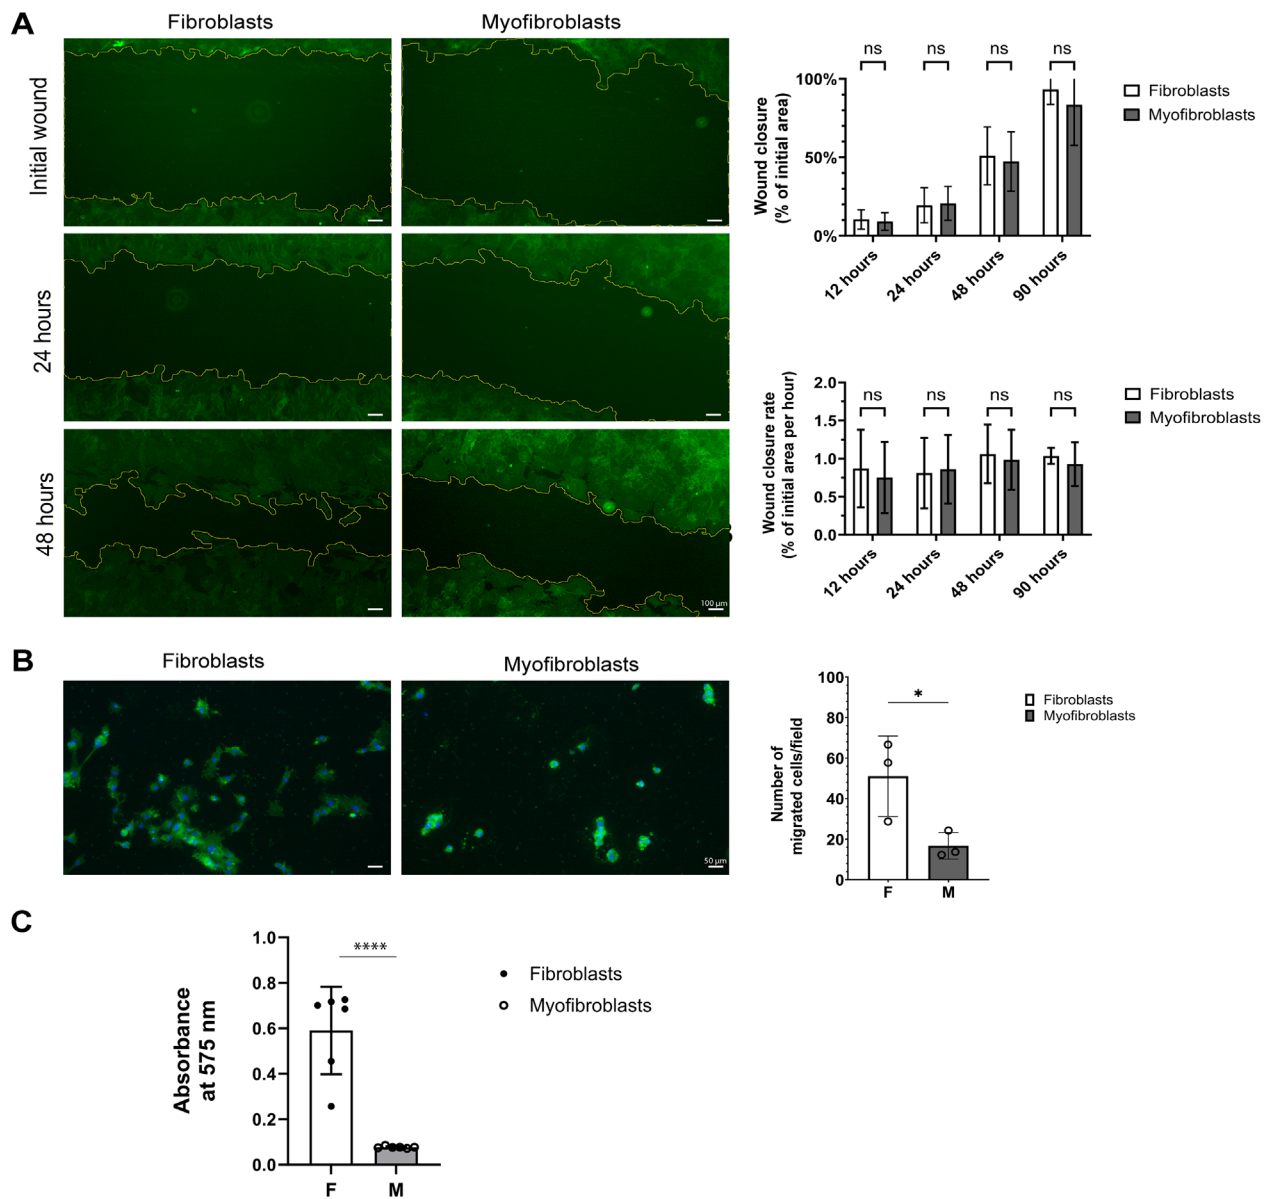 A
Fibroblasts
Myofibroblasts
Initial wound
24 hours
48 hours
100 µm
Wound closure
(% of initial area)
100%
50%
0%
ns
ns
ns
ns
12 hours
24 hours
48 hours
90 hours
Fibroblasts
Myofibroblasts
Wound closure rate
(% of initial area per hour)
2.0
1.5
1.0
0.5
0.0
ns
ns
ns
ns
12 hours
24 hours
48 hours
90 hours
Fibroblasts
Myofibroblasts
B
Fibroblasts
Myofibroblasts
50 µm
Number of
migrated cells/field
100
80
60
40
20
0
*
F
M
Fibroblasts
Myofibroblasts
C
Absorbance
at 575 nm
1.0
0.8
0.6
0.4
0.2
0.0
****
F
M
Fibroblasts
Myofibroblasts